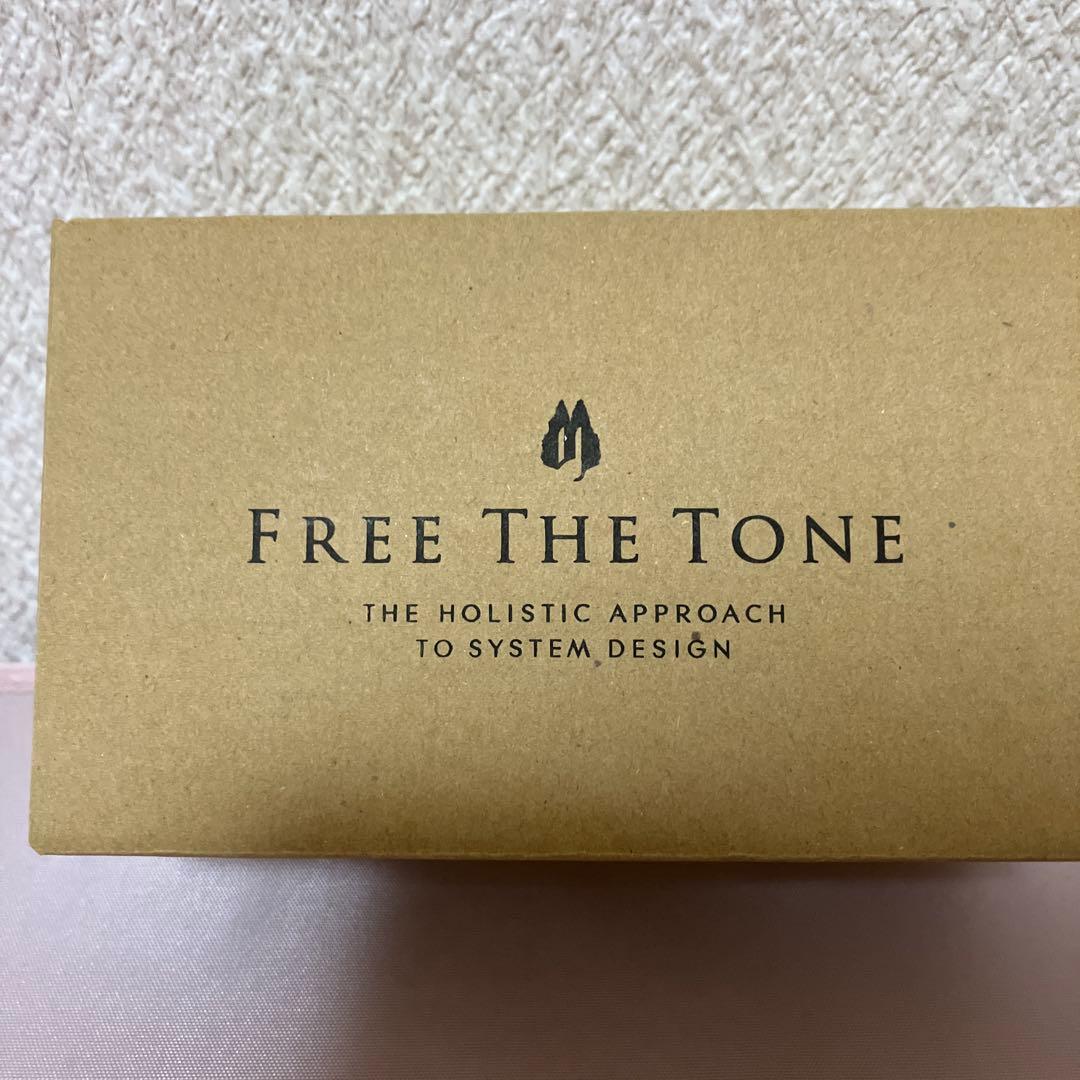 FREE THE TONE
THE HOLISTIC APPROACH
TO SYSTEM DESIGN